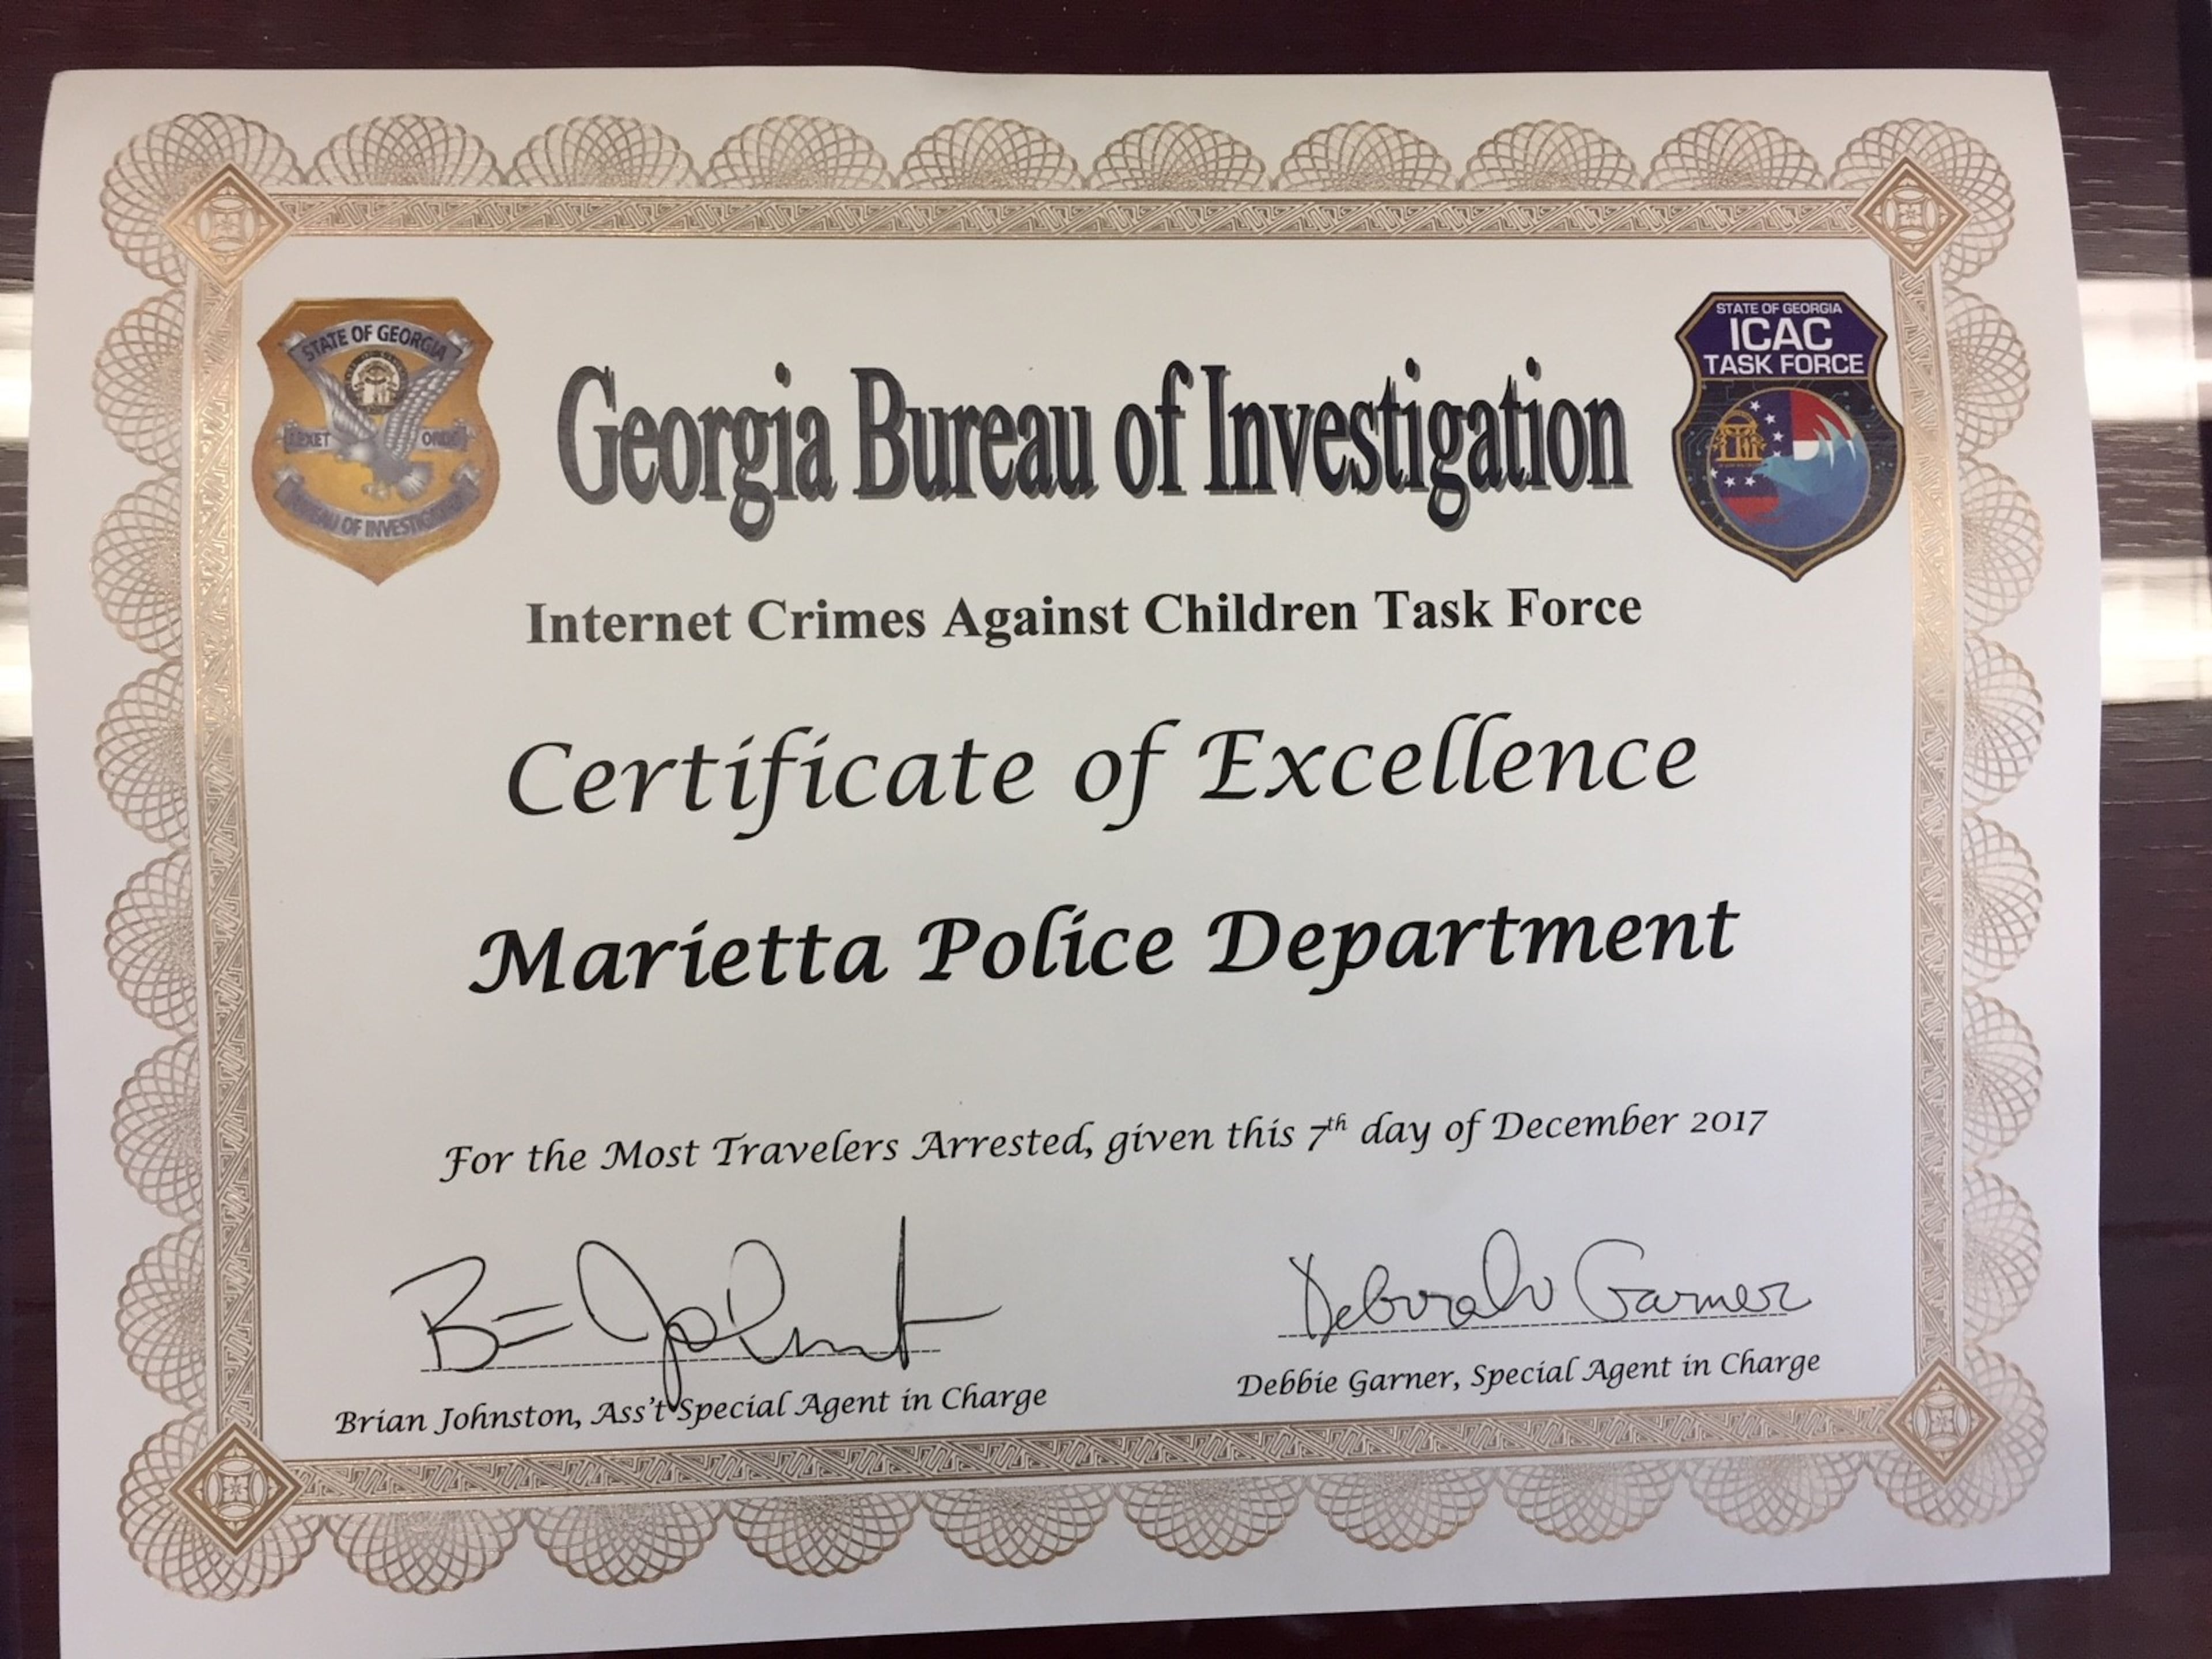 STATE OF GEORGIA
ORDO
BUREAU OF INVESTIGATION
STATE OF GEORGIA
ICAC
TASK FORCE
Georgia Bureau of Investigation
Internet Crimes Against Children Task Force
Certificate of Excellence
Marietta Police Department
For the Most Travelers Arrested, given this 7th day of December 2017
Deborah Garner
Brian Johnston, Ass't Special Agent in Charge
Debbie Garner, Special Agent in Charge